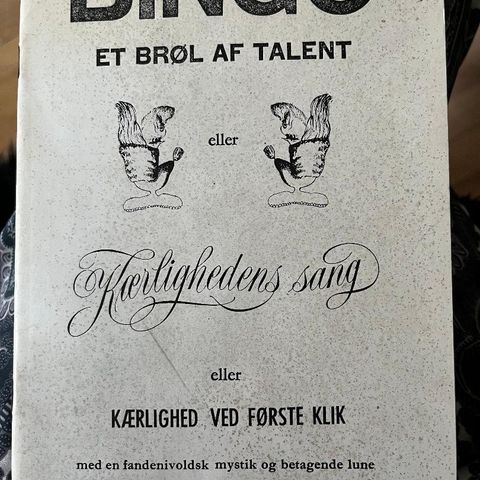 BINGO
ET BRØL AF TALENT
eller
Kærlighedens sang
eller
KÆRLIGHED VED FØRSTE KLIK
med en fandenivoldsk mystik og betagende lune